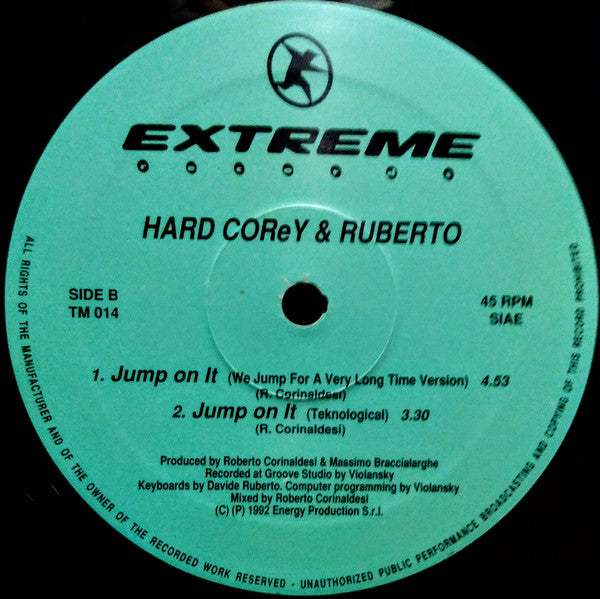 EXTREME
records
HARD COReY & RUBERTO
SIDE B
TM 014
45 RPM
SIAE
1. Jump on It (We Jump For A Very Long Time Version) 4.53
(R. Corinaldesi)
2. Jump on It (Teknological) 3.30
(R. Corinaldesi)
Produced by Roberto Corinaldesi & Massimo Braccialarghe
Recorded at Groove Studio by Violansky
Keyboards by Davide Ruberto. Computer programming by Violansky
Mixed by Roberto Corinaldesi
(C) (P) 1992 Energy Production S.r.l.
ALL RIGHTS OF THE MANUFACTURER AND OF THE OWNER OF THE RECORDED WORK RESERVED - UNAUTHORIZED PUBLIC PERFORMANCE BROADCASTING AND COPYING OF THIS RECORD PROHIBITED